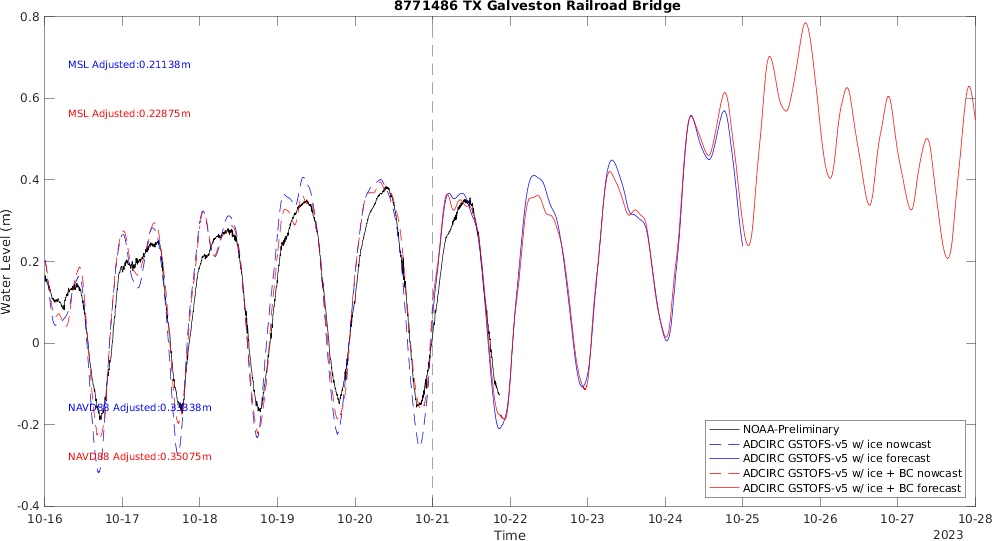 8771486 TX Galveston Railroad Bridge
0.8
0.6
0.4
0.2
0
-0.2
-0.4
Water Level (m)
MSL Adjusted:0.21138m
MSL Adjusted:0.22875m
NAVD88 Adjusted:0.33338m
NAVD88 Adjusted:0.35075m
NOAA-Preliminary
ADCIRC GSTOFS-v5 w/ ice nowcast
ADCIRC GSTOFS-v5 w/ ice forecast
ADCIRC GSTOFS-v5 w/ ice + BC nowcast
ADCIRC GSTOFS-v5 w/ ice + BC forecast
10-16 10-17 10-18 10-19 10-20 10-21 10-22 10-23 10-24 10-25 10-26 10-27 10-28
Time
2023